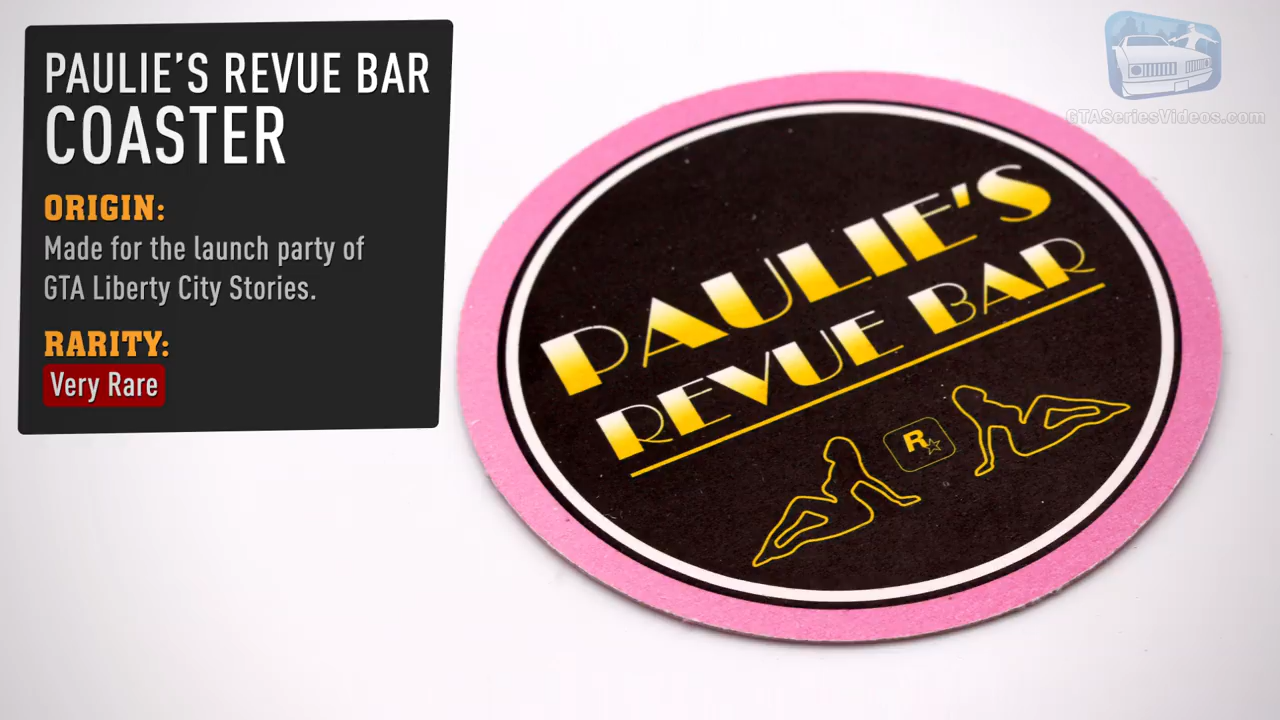 PAULIE'S REVUE BAR
COASTER
ORIGIN:
Made for the launch party of
GTA Liberty City Stories.
RARITY:
Very Rare
GTASeriesVideos.com
PAULIE'S
REVUE BAR
R